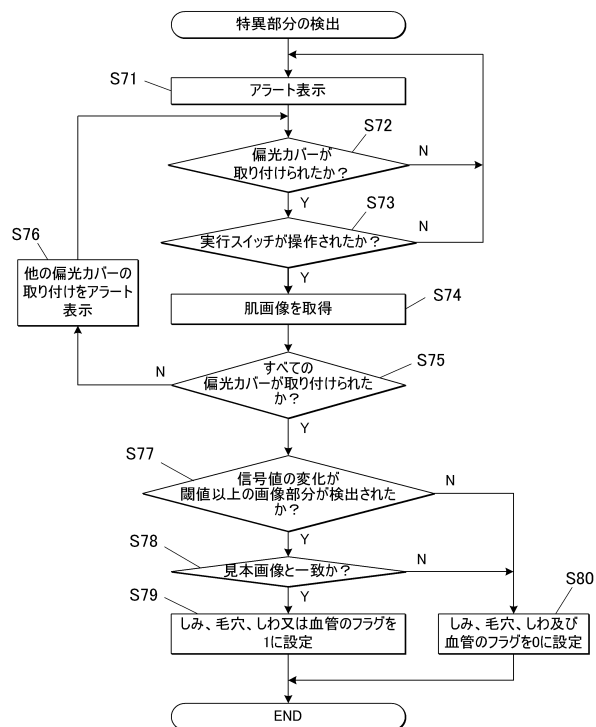 特異部分の検出
S71
アラート表示
S72
偏光カバーが
取り付けられたか？
N
Y
S73
実行スイッチが操作されたか？
N
Y
S76
他の偏光カバーの
取り付けをアラート
表示
S74
肌画像を取得
S75
すべての
偏光カバーが取り付けられた
か？
N
Y
S77
信号値の変化が
閾値以上の画像部分が検出された
か？
N
Y
S78
見本画像と一致か？
N
Y
S79
しみ、毛穴、しわ又は血管のフラグを
1に設定
S80
しみ、毛穴、しわ及び
血管のフラグを0に設定
END